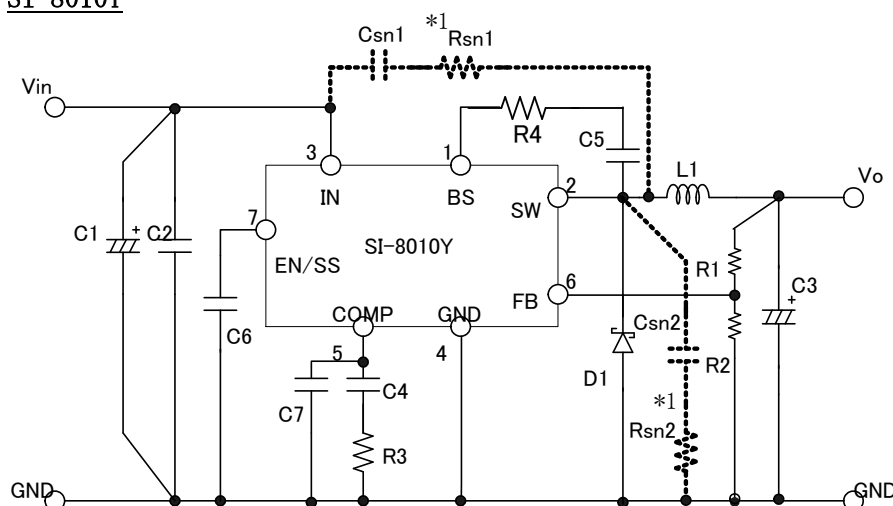 SI-8010Y
*1
Csn1
Rsn1
Vin
R4
C5
3
1
L1
Vo
IN
BS
2
SW
7
C1
+
C2
EN/SS
SI-8010Y
R1
6
FB
C3
+
COMP
GND
Csn2
C6
5
4
D1
R2
C7
C4
*1
Rsn2
R3
GND
GND